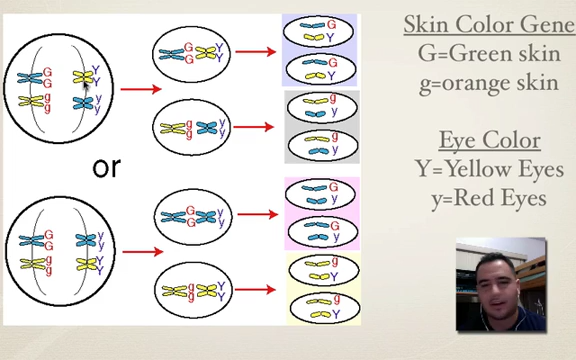 Skin Color Gene
G=Green skin
g=orange skin
Eye Color
Y=Yellow Eyes
y=Red Eyes
G Y
G Y
g y
g y
or
G y
G y
g Y
g Y
G Y
G Y
g y
g y
G y
G y
g Y
g Y
G
Y
G
Y
g
y
g
y
G
y
G
y
g
Y
g
Y